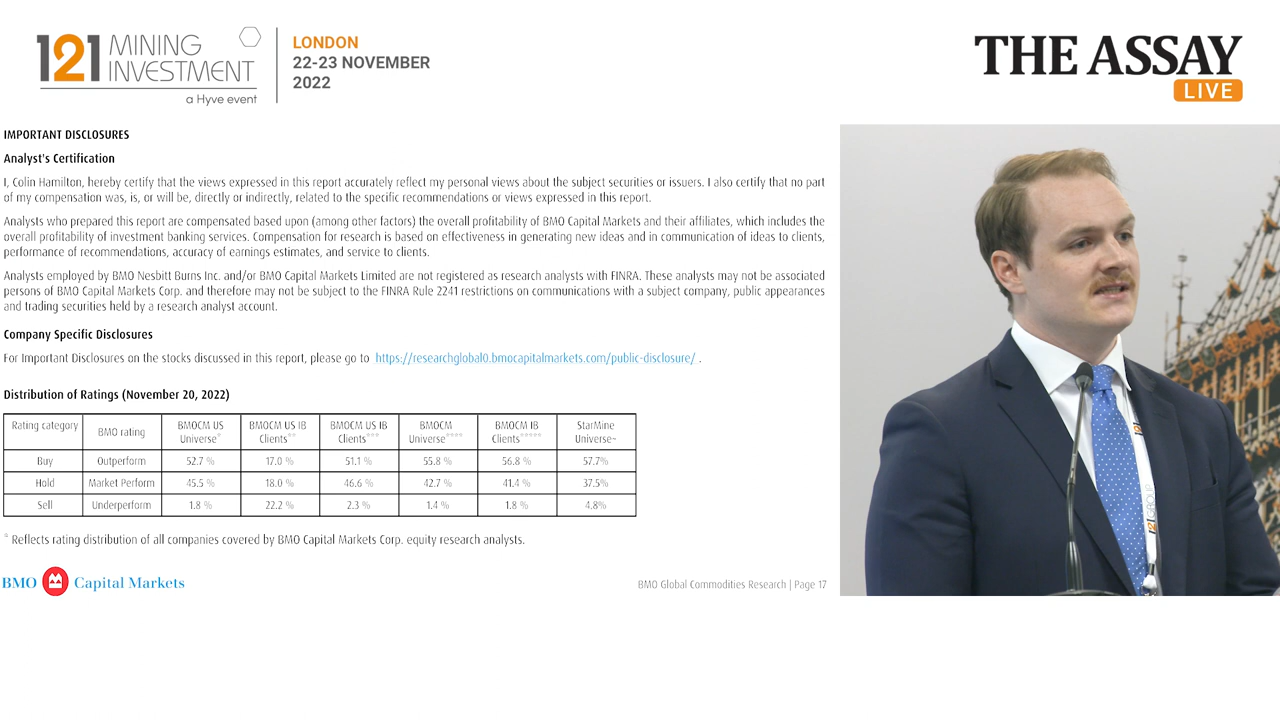 121 MINING INVESTMENT
a Hyve event
LONDON
22-23 NOVEMBER
2022
THE ASSAY
LIVE
IMPORTANT DISCLOSURES
Analyst's Certification
I, Colin Hamilton, hereby certify that the views expressed in this report accurately reflect my personal views about the subject securities or issuers. I also certify that no part
of my compensation was, is, or will be, directly or indirectly, related to the specific recommendations or views expressed in this report.
Analysts who prepared this report are compensated based upon (among other factors) the overall profitability of BMO Capital Markets and their affiliates, which includes the
overall profitability of investment banking services. Compensation for research is based on effectiveness in generating new ideas and in communication of ideas to clients,
performance of recommendations, accuracy of earnings estimates, and service to clients.
Analysts employed by BMO Nesbitt Burns Inc. and/or BMO Capital Markets Limited are not registered as research analysts with FINRA. These analysts may not be associated
persons of BMO Capital Markets Corp. and therefore may not be subject to the FINRA Rule 2241 restrictions on communications with a subject company, public appearances
and trading securities held by a research analyst account.
Company Specific Disclosures
For Important Disclosures on the stocks discussed in this report, please go to https://researchglobal0.bmocapitalmarkets.com/public-disclosure/ .
Distribution of Ratings (November 20, 2022)
Rating category BMO rating BMOCM US Universe* BMOCM US IB Clients** BMOCM US IB Clients*** BMOCM Universe**** BMOCM IB Clients***** StarMine Universe~
Buy Outperform 52.7 % 17.0 % 51.1 % 55.8 % 56.8 % 57.7%
Hold Market Perform 45.5 % 18.0 % 46.6 % 42.7 % 41.4 % 37.5%
Sell Underperform 1.8 % 22.2 % 2.3 % 1.4 % 1.8 % 4.8%
* Reflects rating distribution of all companies covered by BMO Capital Markets Corp. equity research analysts.
BMO Capital Markets
BMO Global Commodities Research | Page 17
121
121 GROUP